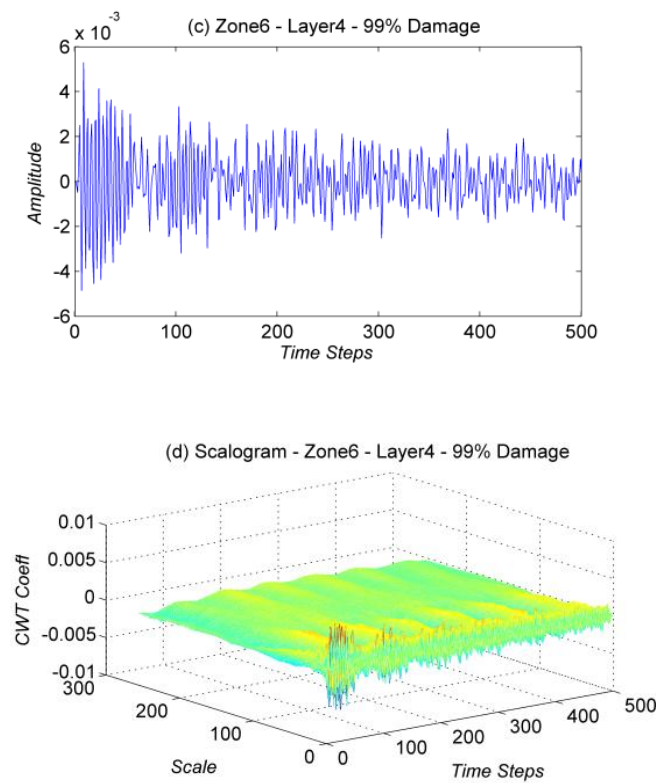 (c) Zone6 - Layer4 - 99% Damage
x 10⁻³
6
4
2
0
-2
-4
-6
Amplitude
0 100 200 300 400 500
Time Steps
(d) Scalogram - Zone6 - Layer4 - 99% Damage
0.01
0.005
0
-0.005
-0.01
CWT Coefl
300
200
100
0
Scale
0
100
200
300
400
500
Time Steps